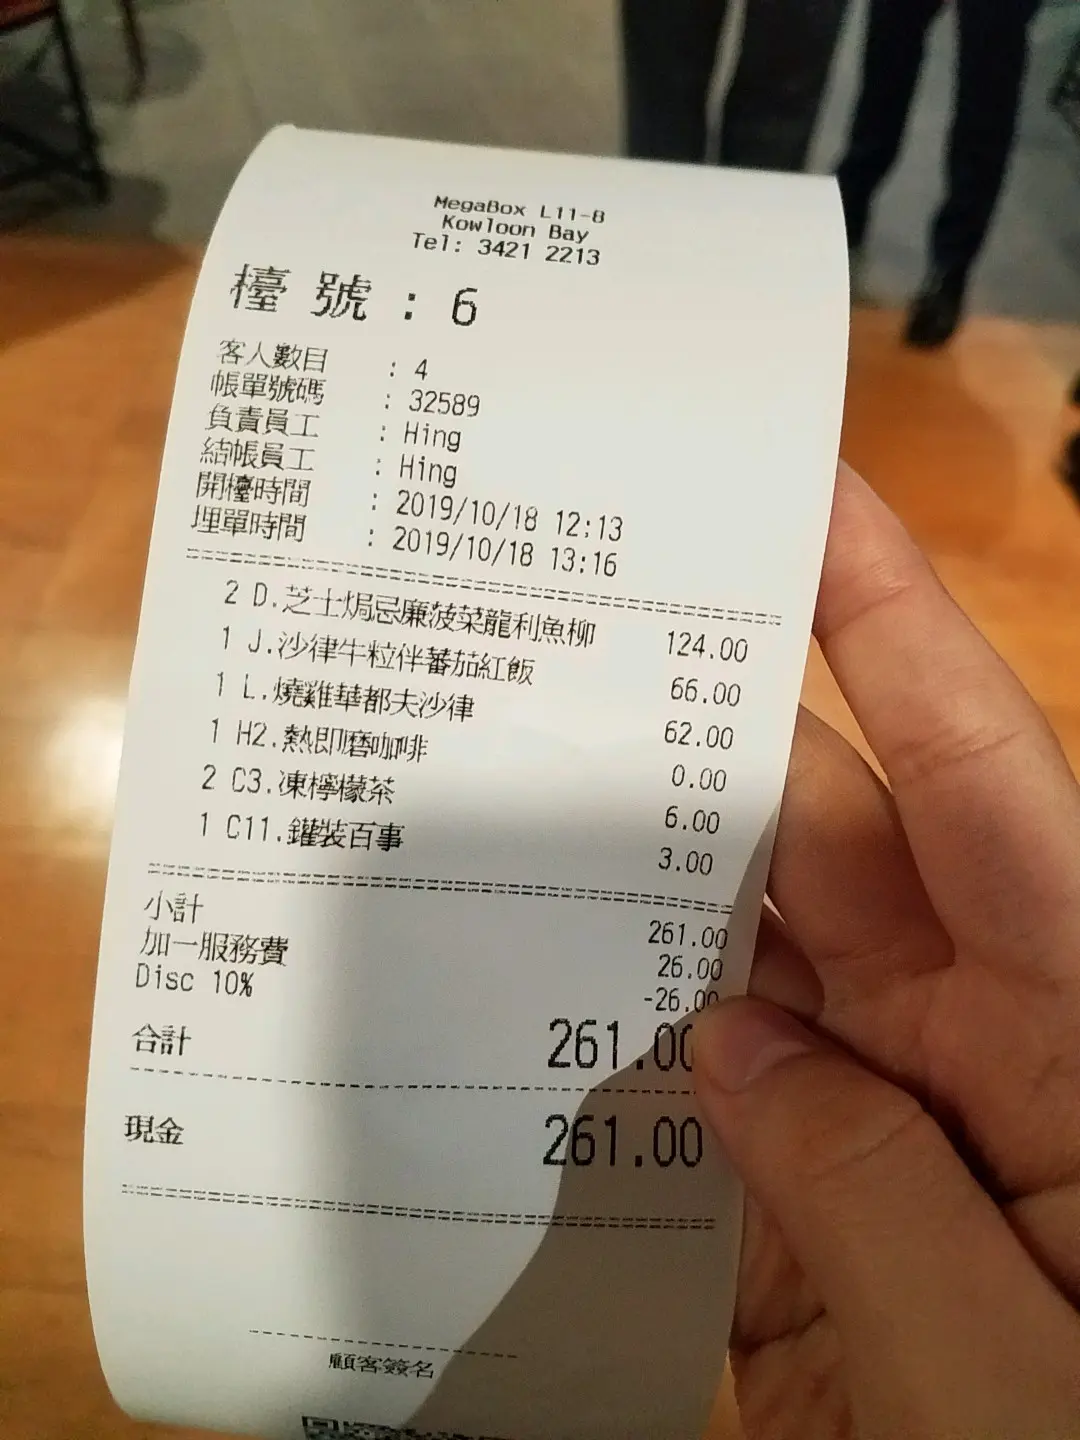 MegaBox L11-8
Kowloon Bay
Tel: 3421 2213
檯 號 : 6
客人數目 : 4
帳單號碼 : 32589
負責員工 : Hing
結帳員工 : Hing
開檯時間 : 2019/10/18 12:13
埋單時間 : 2019/10/18 13:16
2 D.芝士焗忌廉菠菜龍利魚柳 124.00
1 J.沙律牛粒伴蕃茄紅飯 66.00
1 L.燒雞華都夫沙律 62.00
1 H2.熱即磨咖啡 0.00
2 C3.凍檸檬茶 6.00
1 C11.罐裝百事 3.00
小計 261.00
加一服務費 26.00
Disc 10% -26.00
合計 261.00
現金 261.00
顧客簽名